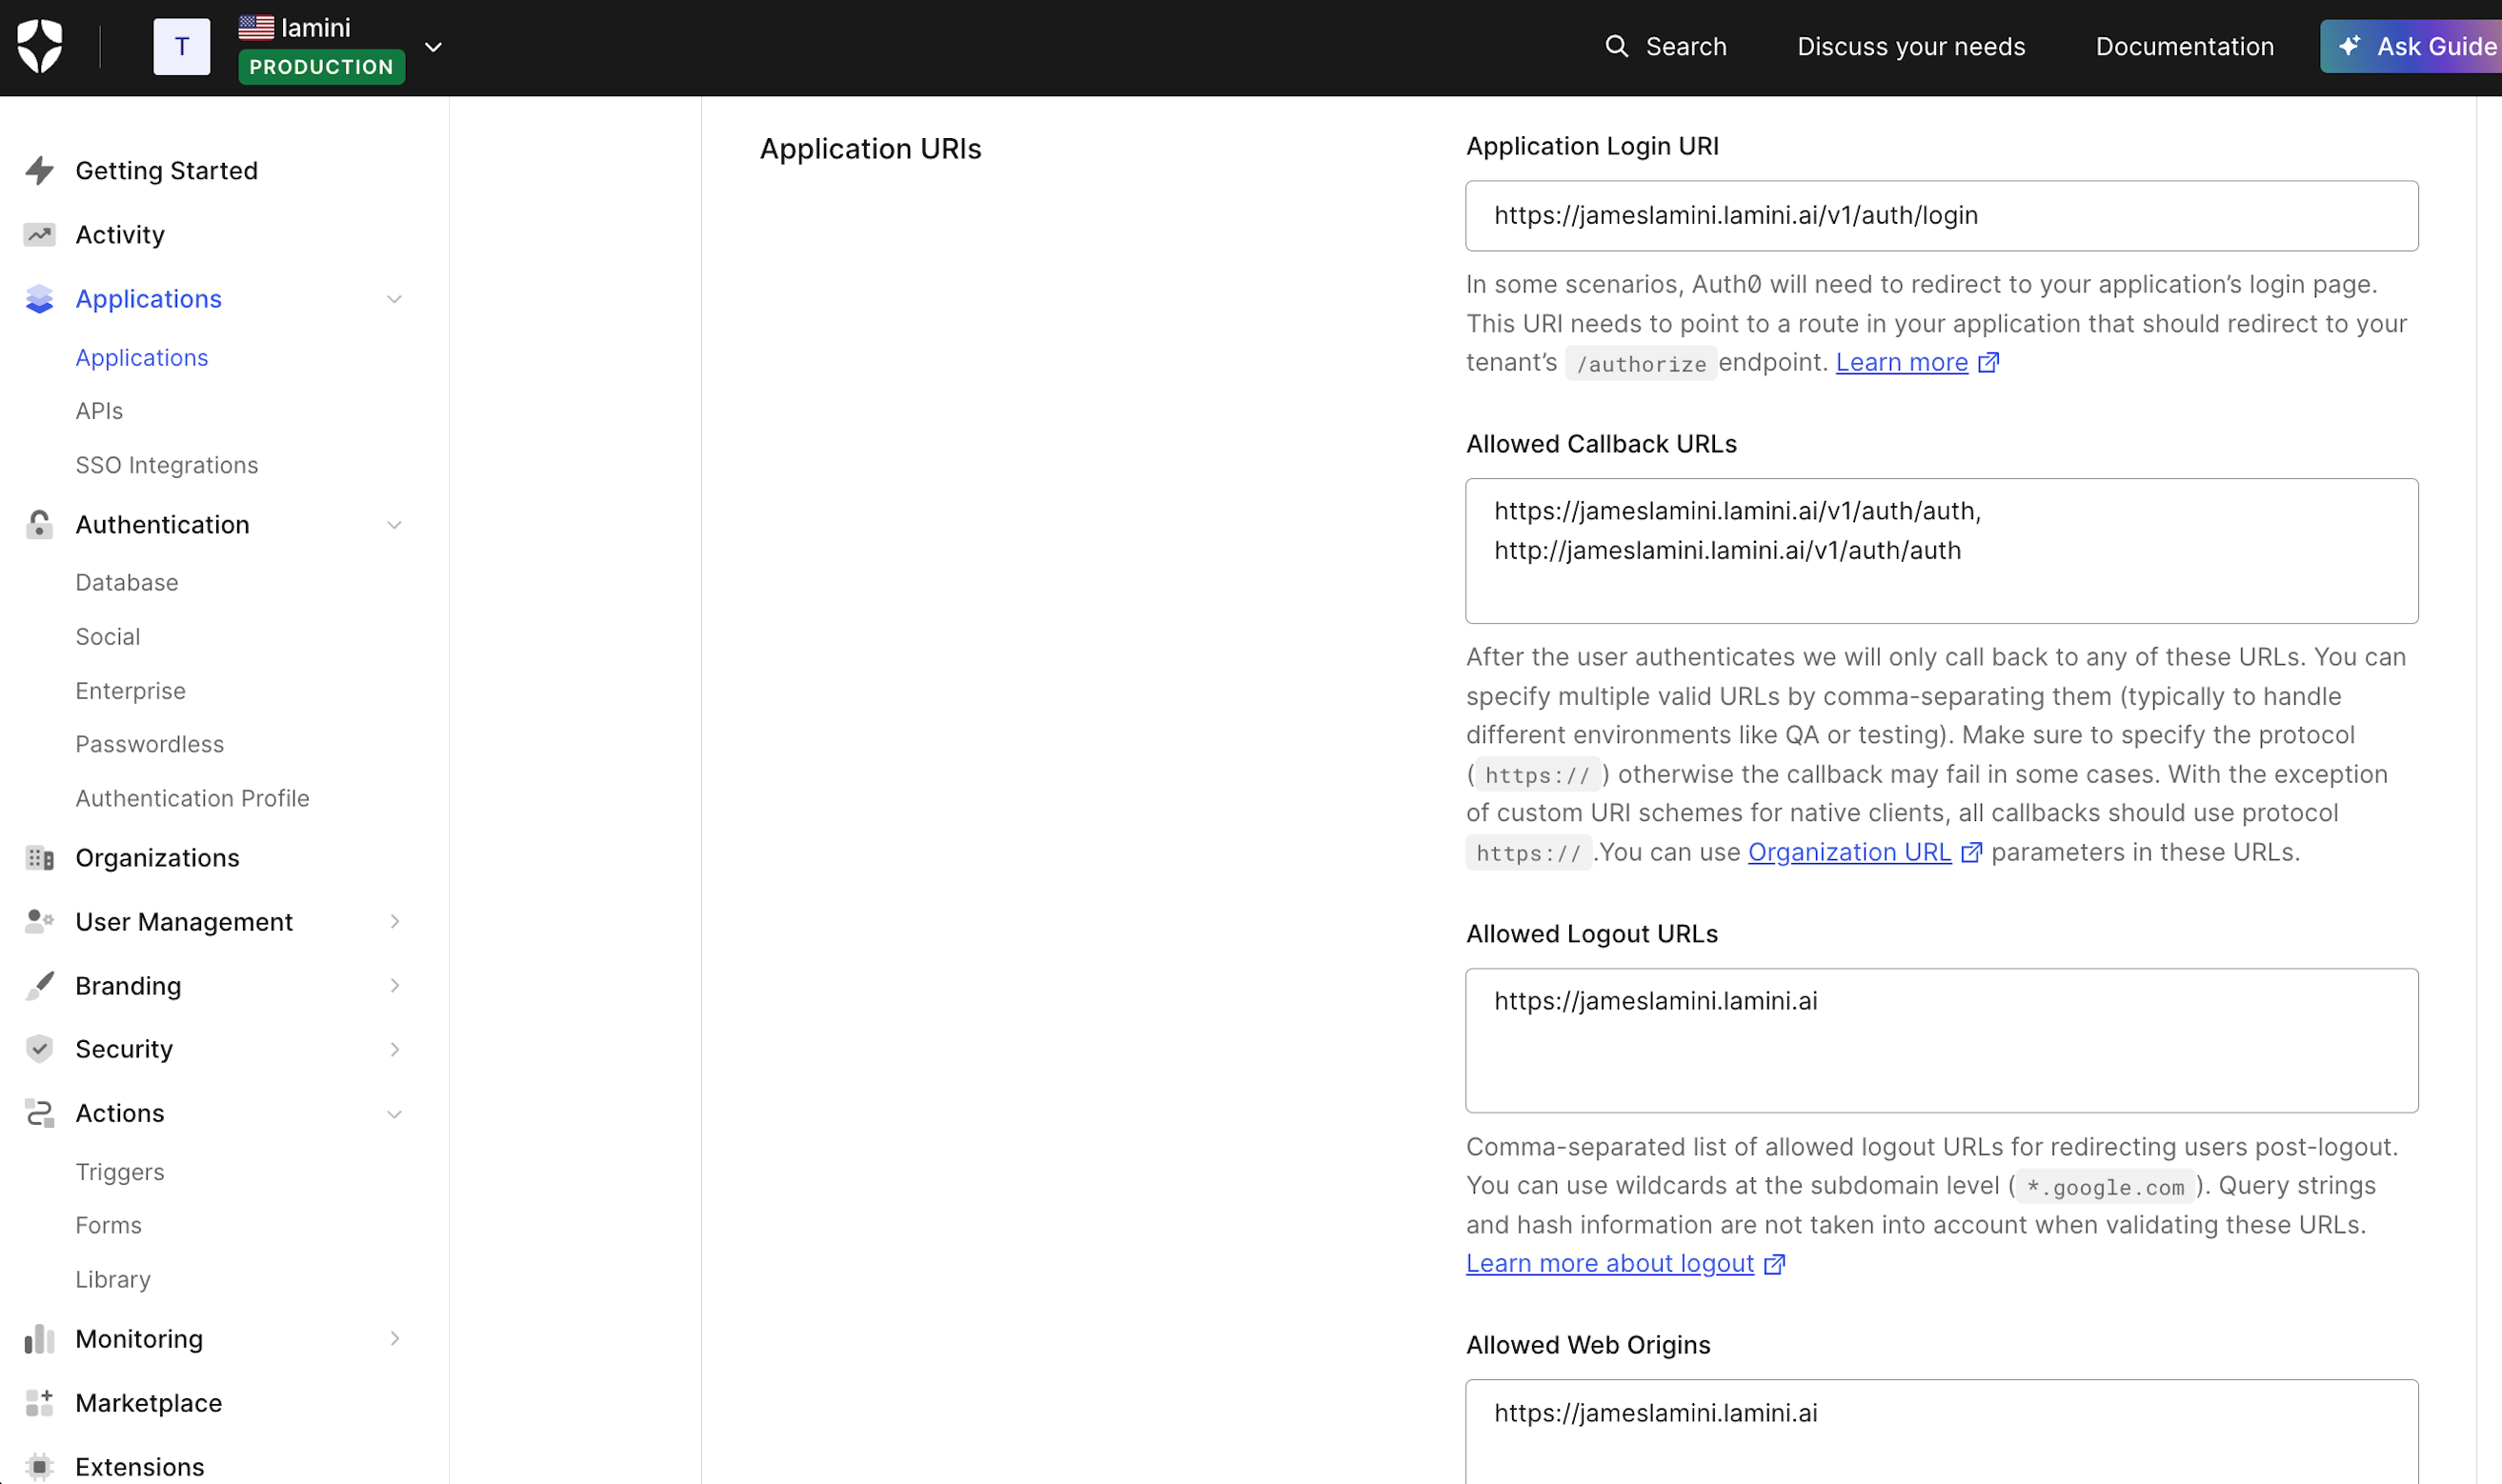 T
lamini
PRODUCTION
Search
Discuss your needs
Documentation
Ask Guide
Getting Started
Activity
Applications
Applications
APIs
SSO Integrations
Authentication
Database
Social
Enterprise
Passwordless
Authentication Profile
Organizations
User Management
Branding
Security
Actions
Triggers
Forms
Library
Monitoring
Marketplace
Extensions
Application URIs
Application Login URI
https://jameslamini.lamini.ai/v1/auth/login
In some scenarios, Auth0 will need to redirect to your application’s login page.
This URI needs to point to a route in your application that should redirect to your
tenant’s /authorize endpoint. Learn more
Allowed Callback URLs
https://jameslamini.lamini.ai/v1/auth/auth,
http://jameslamini.lamini.ai/v1/auth/auth
After the user authenticates we will only call back to any of these URLs. You can
specify multiple valid URLs by comma-separating them (typically to handle
different environments like QA or testing). Make sure to specify the protocol
( https:// ) otherwise the callback may fail in some cases. With the exception
of custom URI schemes for native clients, all callbacks should use protocol
https:// .You can use Organization URL parameters in these URLs.
Allowed Logout URLs
https://jameslamini.lamini.ai
Comma-separated list of allowed logout URLs for redirecting users post-logout.
You can use wildcards at the subdomain level ( *.google.com ). Query strings
and hash information are not taken into account when validating these URLs.
Learn more about logout
Allowed Web Origins
https://jameslamini.lamini.ai